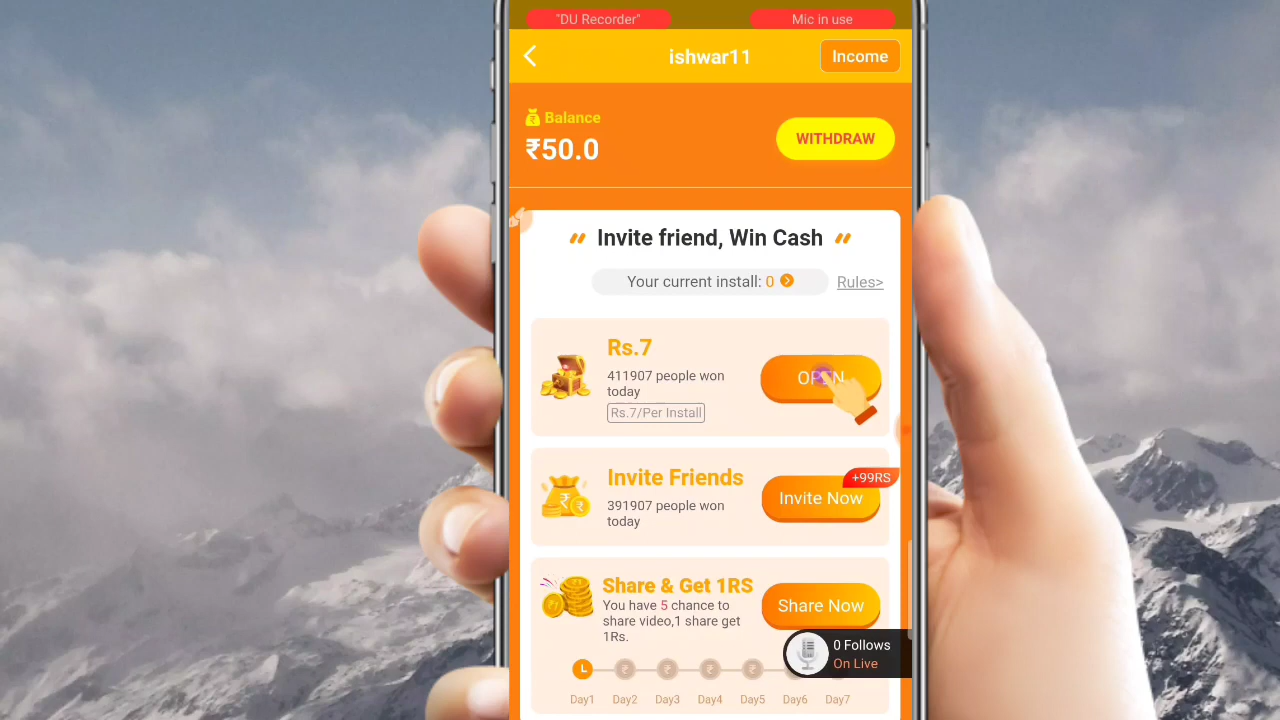 "DU Recorder"
Mic in use
ishwar11
Income
Balance
₹50.0
WITHDRAW
Invite friend, Win Cash
Your current install: 0
Rules>
Rs.7
411907 people won
today
Rs.7/Per Install
OPEN
Invite Friends
391907 people won
today
+99RS
Invite Now
Share & Get 1RS
You have 5 chance to
share video,1 share get
1Rs.
Share Now
0 Follows
On Live
Day1 Day2 Day3 Day4 Day5 Day6 Day7